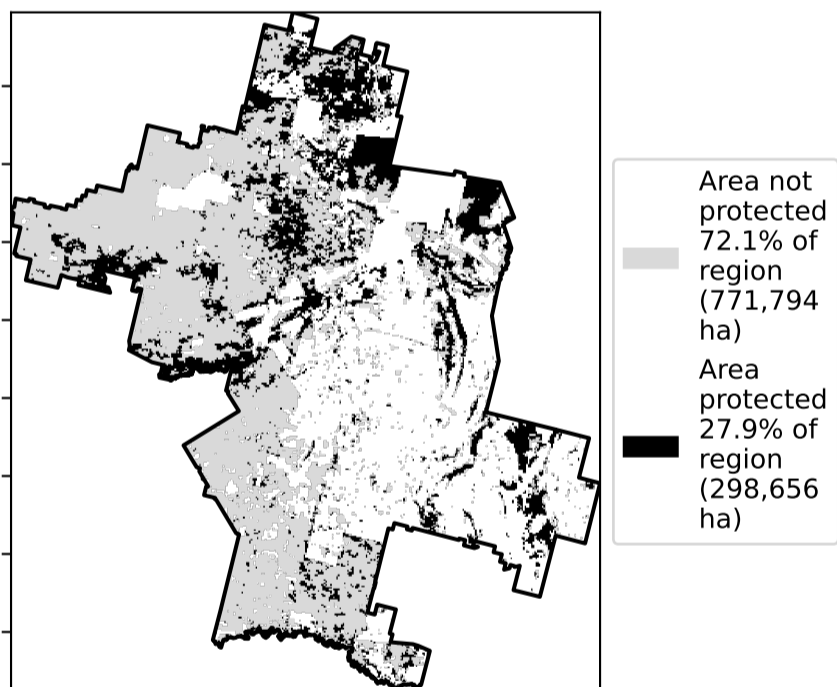 Area not
protected
72.1% of
region
(771,794
ha)
Area
protected
27.9% of
region
(298,656
ha)